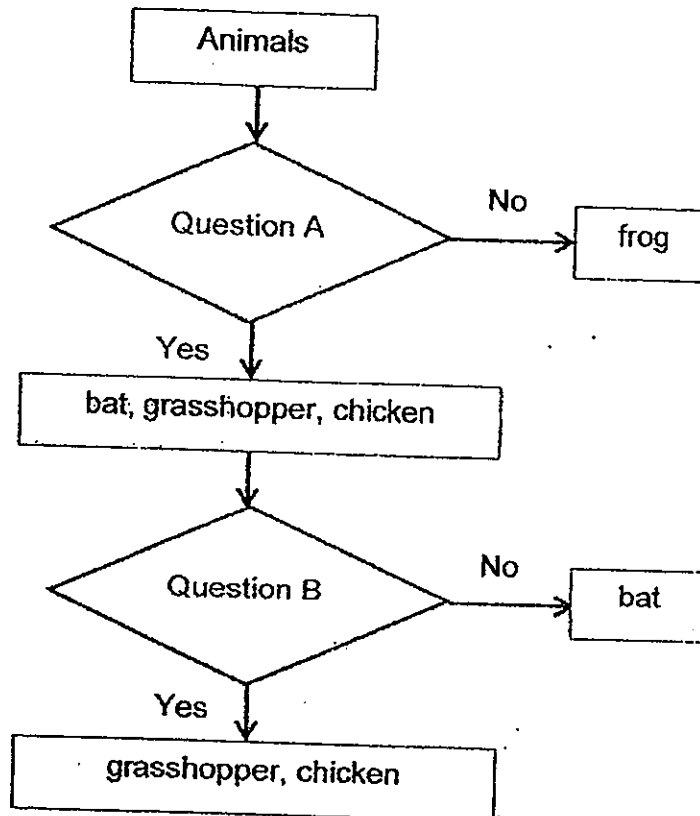 Animals
Question A
No
frog
Yes
bat, grasshopper, chicken
Question B
No
bat
Yes
grasshopper, chicken